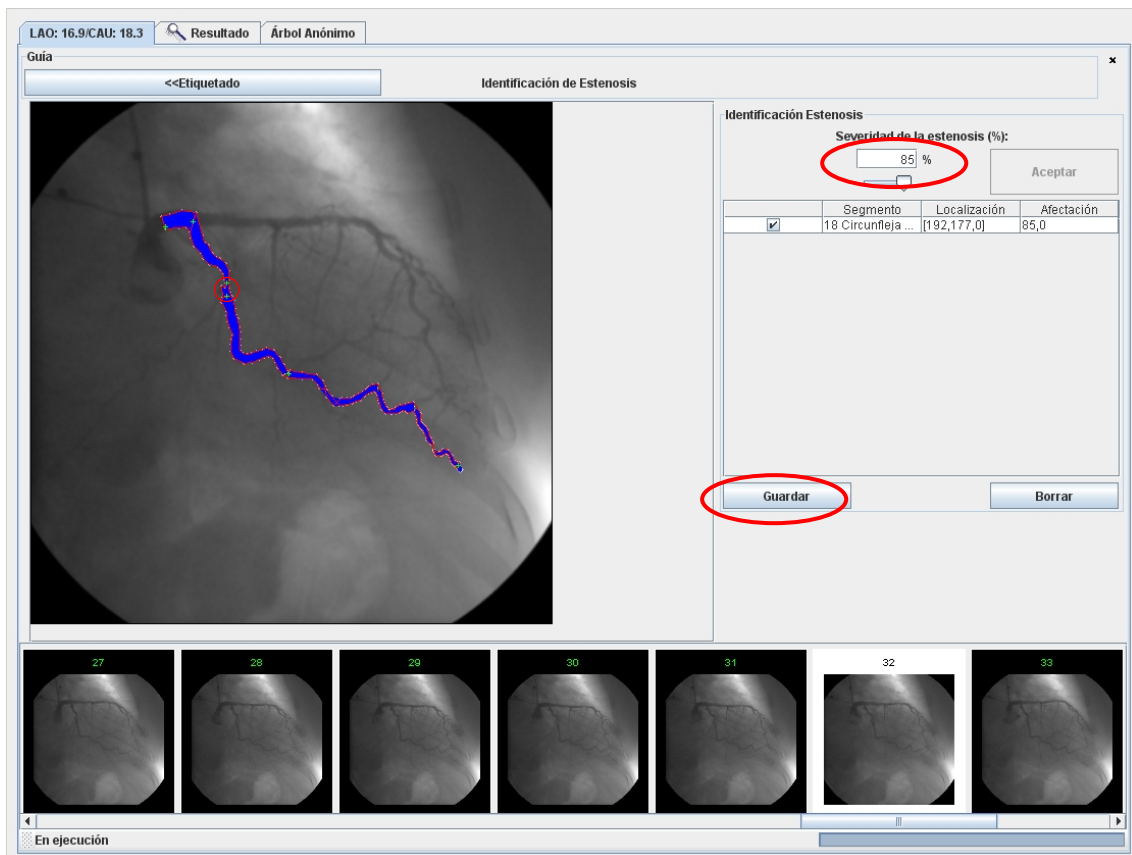 LAO: 16.9/CAU: 18.3 Resultado Árbol Anónimo
Guía
<<Etiquetado Identificación de Estenosis
Identificación Estenosis
Severidad de la estenosis (%):
85 %
Aceptar
Segmento Localización Afectación
18 Circunfleja ... [192,177,0] 85,0
Guardar Borrar
27 28 29 30 31 32 33
En ejecución